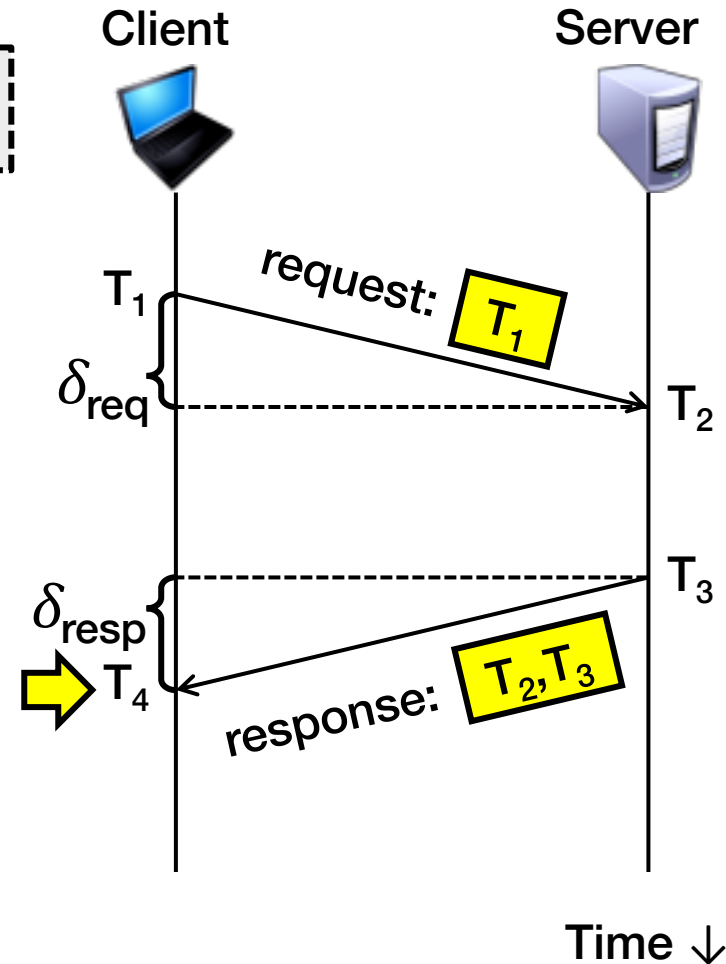 Client Server
request: T₁
T₁
δreq
T₂
T₃
δresp
T₄
response: T₂,T₃
Time ↓